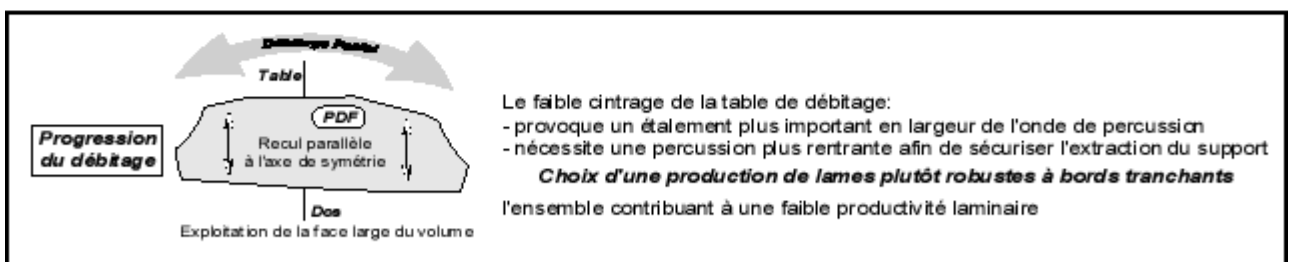 Débitage Facial
Table
PDF
Progression
du débitage
Recul parallèle
à l'axe de symétrie
Dos
Exploitation de la face large du volume
Le faible cintrage de la table de débitage:
- provoque un étalement plus important en largeur de l'onde de percussion
- nécessite une percussion plus rentrante afin de sécuriser l'extraction du support
Choix d'une production de lames plutôt robustes à bords tranchants
l'ensemble contribuant à une faible productivité laminaire